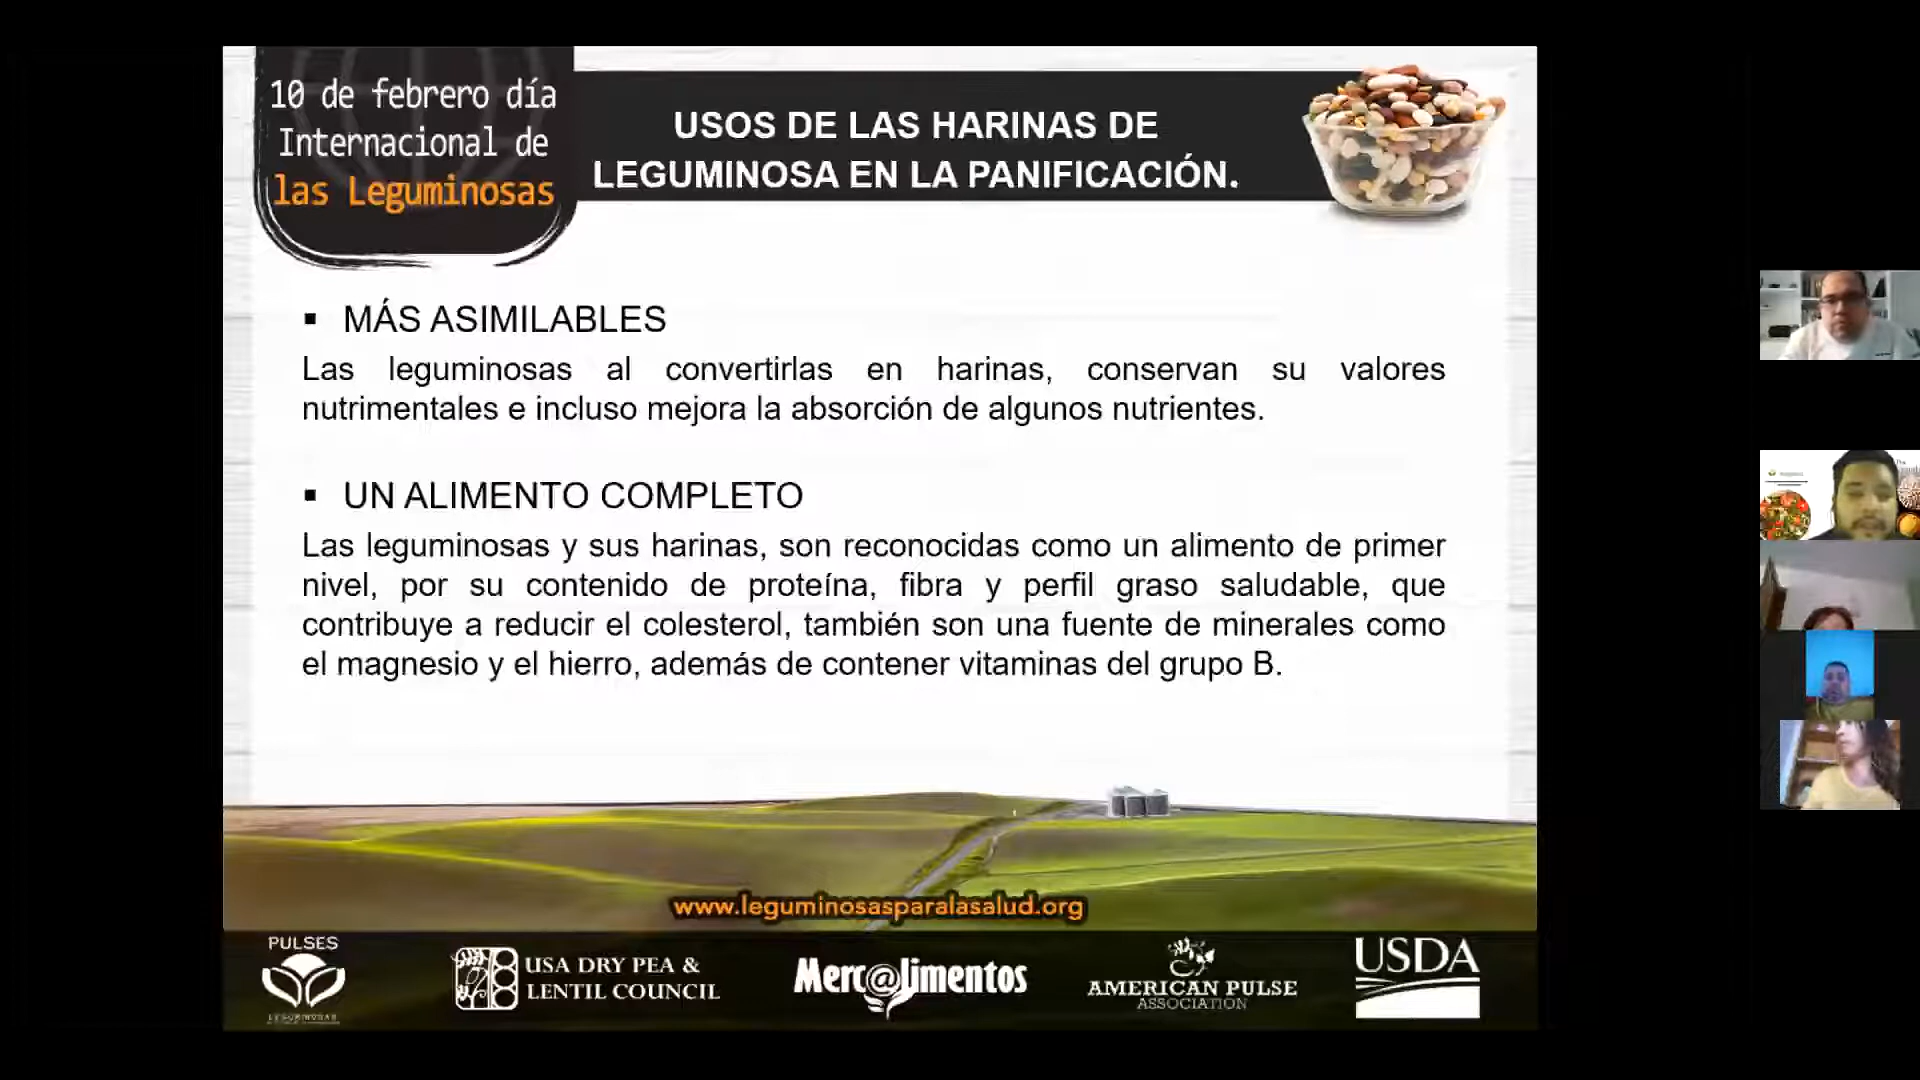 10 de febrero día
Internacional de
las Leguminosas
USOS DE LAS HARINAS DE
LEGUMINOSA EN LA PANIFICACIÓN.
▪ MÁS ASIMILABLES
Las leguminosas al convertirlas en harinas, conservan su valores
nutrimentales e incluso mejora la absorción de algunos nutrientes.
▪ UN ALIMENTO COMPLETO
Las leguminosas y sus harinas, son reconocidas como un alimento de primer
nivel, por su contenido de proteína, fibra y perfil graso saludable, que
contribuye a reducir el colesterol, también son una fuente de minerales como
el magnesio y el hierro, además de contener vitaminas del grupo B.
www.leguminosasparalasalud.org
PULSES
LEGUMINOSAS
USA DRY PEA &
LENTIL COUNCIL
Merc@limentos
AMERICAN PULSE
ASSOCIATION
USDA